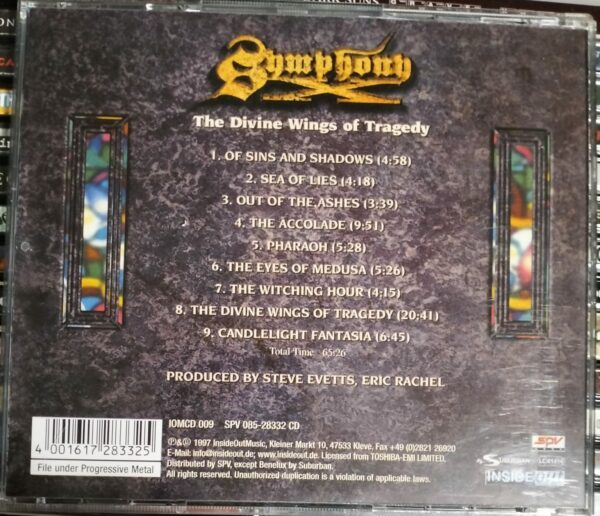 Symphony X
The Divine Wings of Tragedy
1. OF SINS AND SHADOWS (4:58)
2. SEA OF LIES (4:18)
3. OUT OF THE ASHES (3:39)
4. THE ACCOLADE (9:51)
5. PHARAOH (5:28)
6. THE EYES OF MEDUSA (5:26)
7. THE WITCHING HOUR (4:15)
8. THE DIVINE WINGS OF TRAGEDY (20:41)
9. CANDLELIGHT FANTASIA (6:45)
Total Time 65:26
PRODUCED BY STEVE EVETTS, ERIC RACHEL
IOMCD 009 SPV 085-28332 CD
4 001617 283325
File under Progressive Metal
℗&© 1997 InsideOutMusic, Kleiner Markt 10, 47533 Kleve. Fax +49 (0)2821 26920
E-Mail: info@insideout.de, www.insideout.de. Licensed from TOSHIBA-EMI LIMITED.
Distributed by SPV, except Benelux by Suburban.
All rights reserved. Unauthorized duplication is a violation of applicable laws.
SUBURBAN
SPV
INSIDE OUT